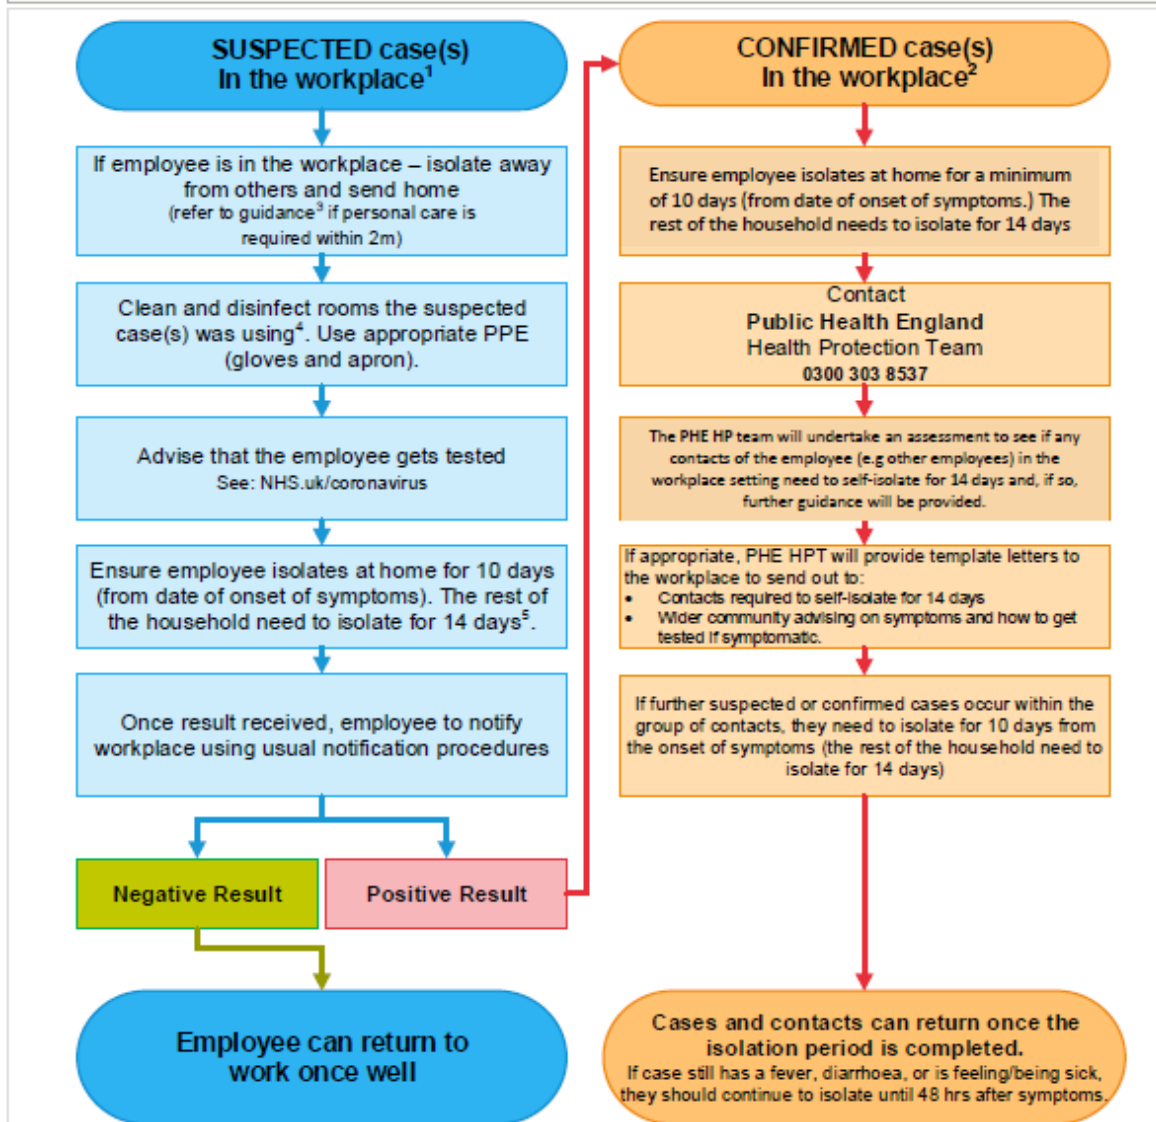 SUSPECTED case(s)
In the workplace1
If employee is in the workplace – isolate away
from others and send home
(refer to guidance3 if personal care is
required within 2m)
Clean and disinfect rooms the suspected
case(s) was using4. Use appropriate PPE
(gloves and apron).
Advise that the employee gets tested
See: NHS.uk/coronavirus
Ensure employee isolates at home for 10 days
(from date of onset of symptoms). The rest of
the household need to isolate for 14 days5.
Once result received, employee to notify
workplace using usual notification procedures
Negative Result
Positive Result
Employee can return to
work once well
CONFIRMED case(s)
In the workplace2
Ensure employee isolates at home for a minimum
of 10 days (from date of onset of symptoms.) The
rest of the household needs to isolate for 14 days
Contact
Public Health England
Health Protection Team
0300 303 8537
The PHE HP team will undertake an assessment to see if any
contacts of the employee (e.g other employees) in the
workplace setting need to self-isolate for 14 days and, if so,
further guidance will be provided.
If appropriate, PHE HPT will provide template letters to
the workplace to send out to:
• Contacts required to self-isolate for 14 days
• Wider community advising on symptoms and how to get
tested if symptomatic.
If further suspected or confirmed cases occur within the
group of contacts, they need to isolate for 10 days from
the onset of symptoms (the rest of the household need to
isolate for 14 days)
Cases and contacts can return once the
isolation period is completed.
If case still has a fever, diarrhoea, or is feeling/being sick,
they should continue to isolate until 48 hrs after symptoms.